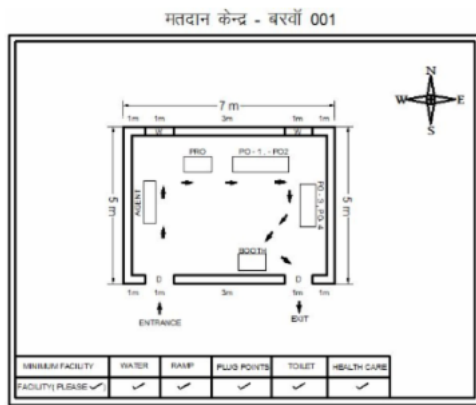 मतदान केन्द्र - बरवॉ 001
N
W E
S
7 m
1m 1m 3m 1m 1m
W W
PRO PO - 1 , - PO2
5 m AGENT PO - 3 , PO- 4 5 m
BOOTH
D D
1m 1m 3m 1m 1m
ENTRANCE EXIT
MINIMUM FACILITY WATER RAMP PLUG POINTS TOILET HEALTH CARE
FACILITY( PLEASE ✓) ✓ ✓ ✓ ✓ ✓